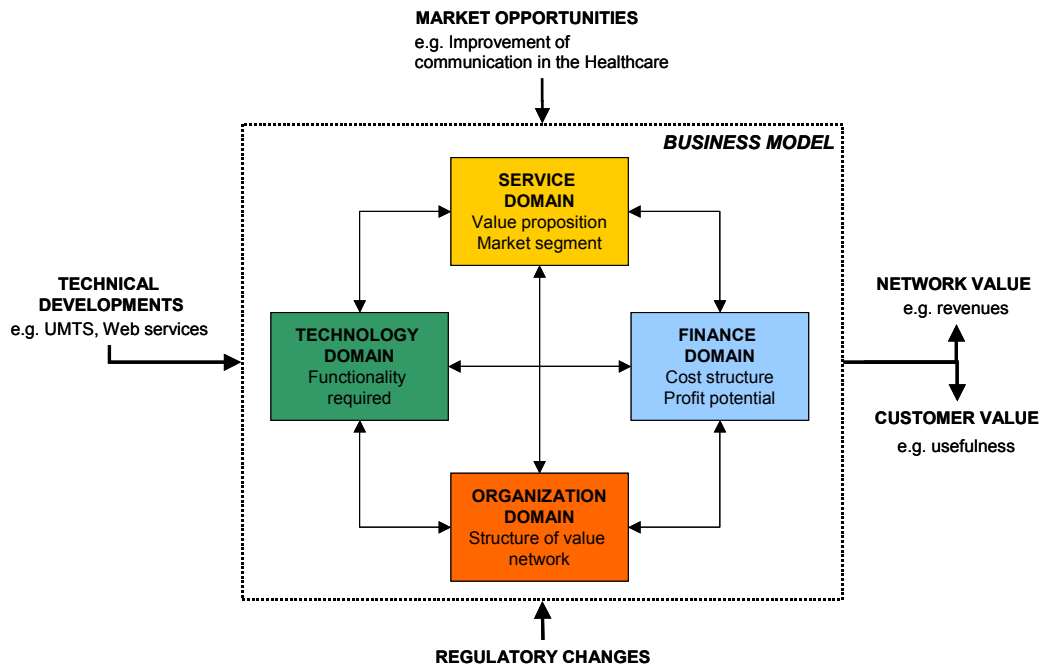 MARKET OPPORTUNITIES
e.g. Improvement of
communication in the Healthcare
BUSINESS MODEL
SERVICE
DOMAIN
Value proposition
Market segment
TECHNICAL
DEVELOPMENTS
e.g. UMTS, Web services
TECHNOLOGY
DOMAIN
Functionality
required
FINANCE
DOMAIN
Cost structure
Profit potential
NETWORK VALUE
e.g. revenues
CUSTOMER VALUE
e.g. usefulness
ORGANIZATION
DOMAIN
Structure of value
network
REGULATORY CHANGES